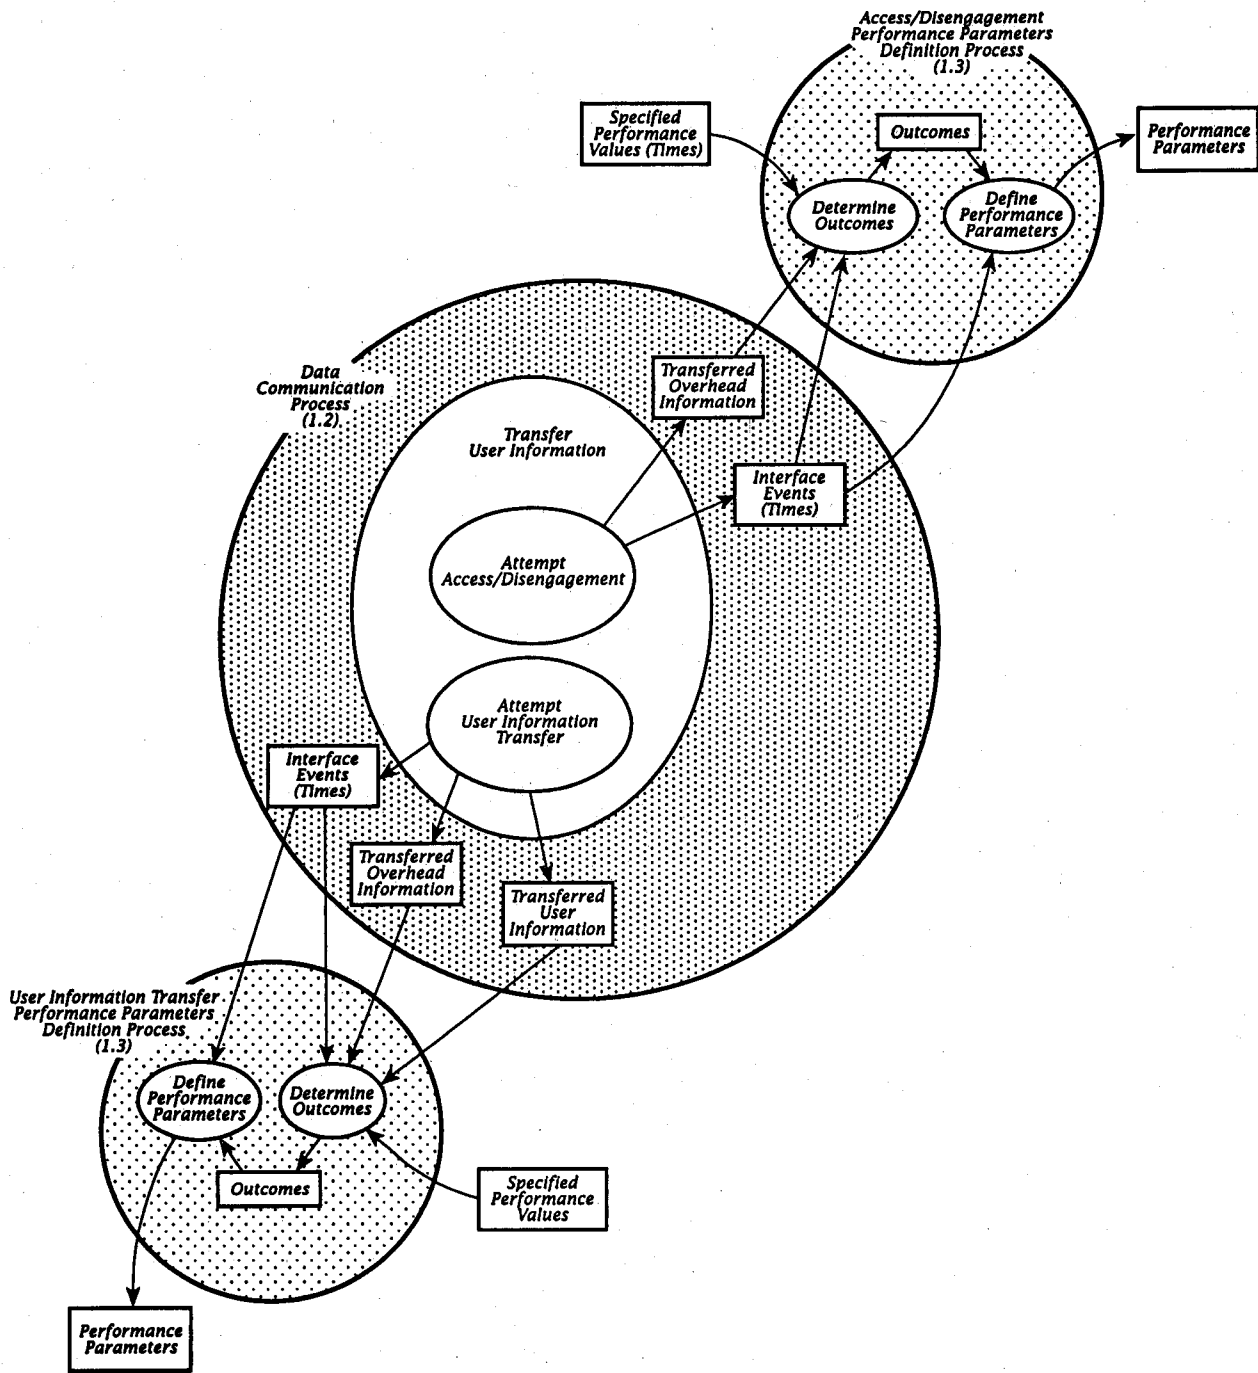 Access/Disengagement
Performance Parameters
Definition Process
(1.3)
Specified
Performance
Values (Times)
Outcomes
Performance
Parameters
Determine
Outcomes
Define
Performance
Parameters
Data
Communication
Process
(1.2)
Transferred
Overhead
Information
Transfer
User Information
Interface
Events
(Times)
Attempt
Access/Disengagement
Attempt
User Information
Transfer
Interface
Events
(Times)
Transferred
Overhead
Information
Transferred
User
Information
User Information Transfer
Performance Parameters
Definition Process
(1.3)
Define
Performance
Parameters
Determine
Outcomes
Outcomes
Specified
Performance
Values
Performance
Parameters